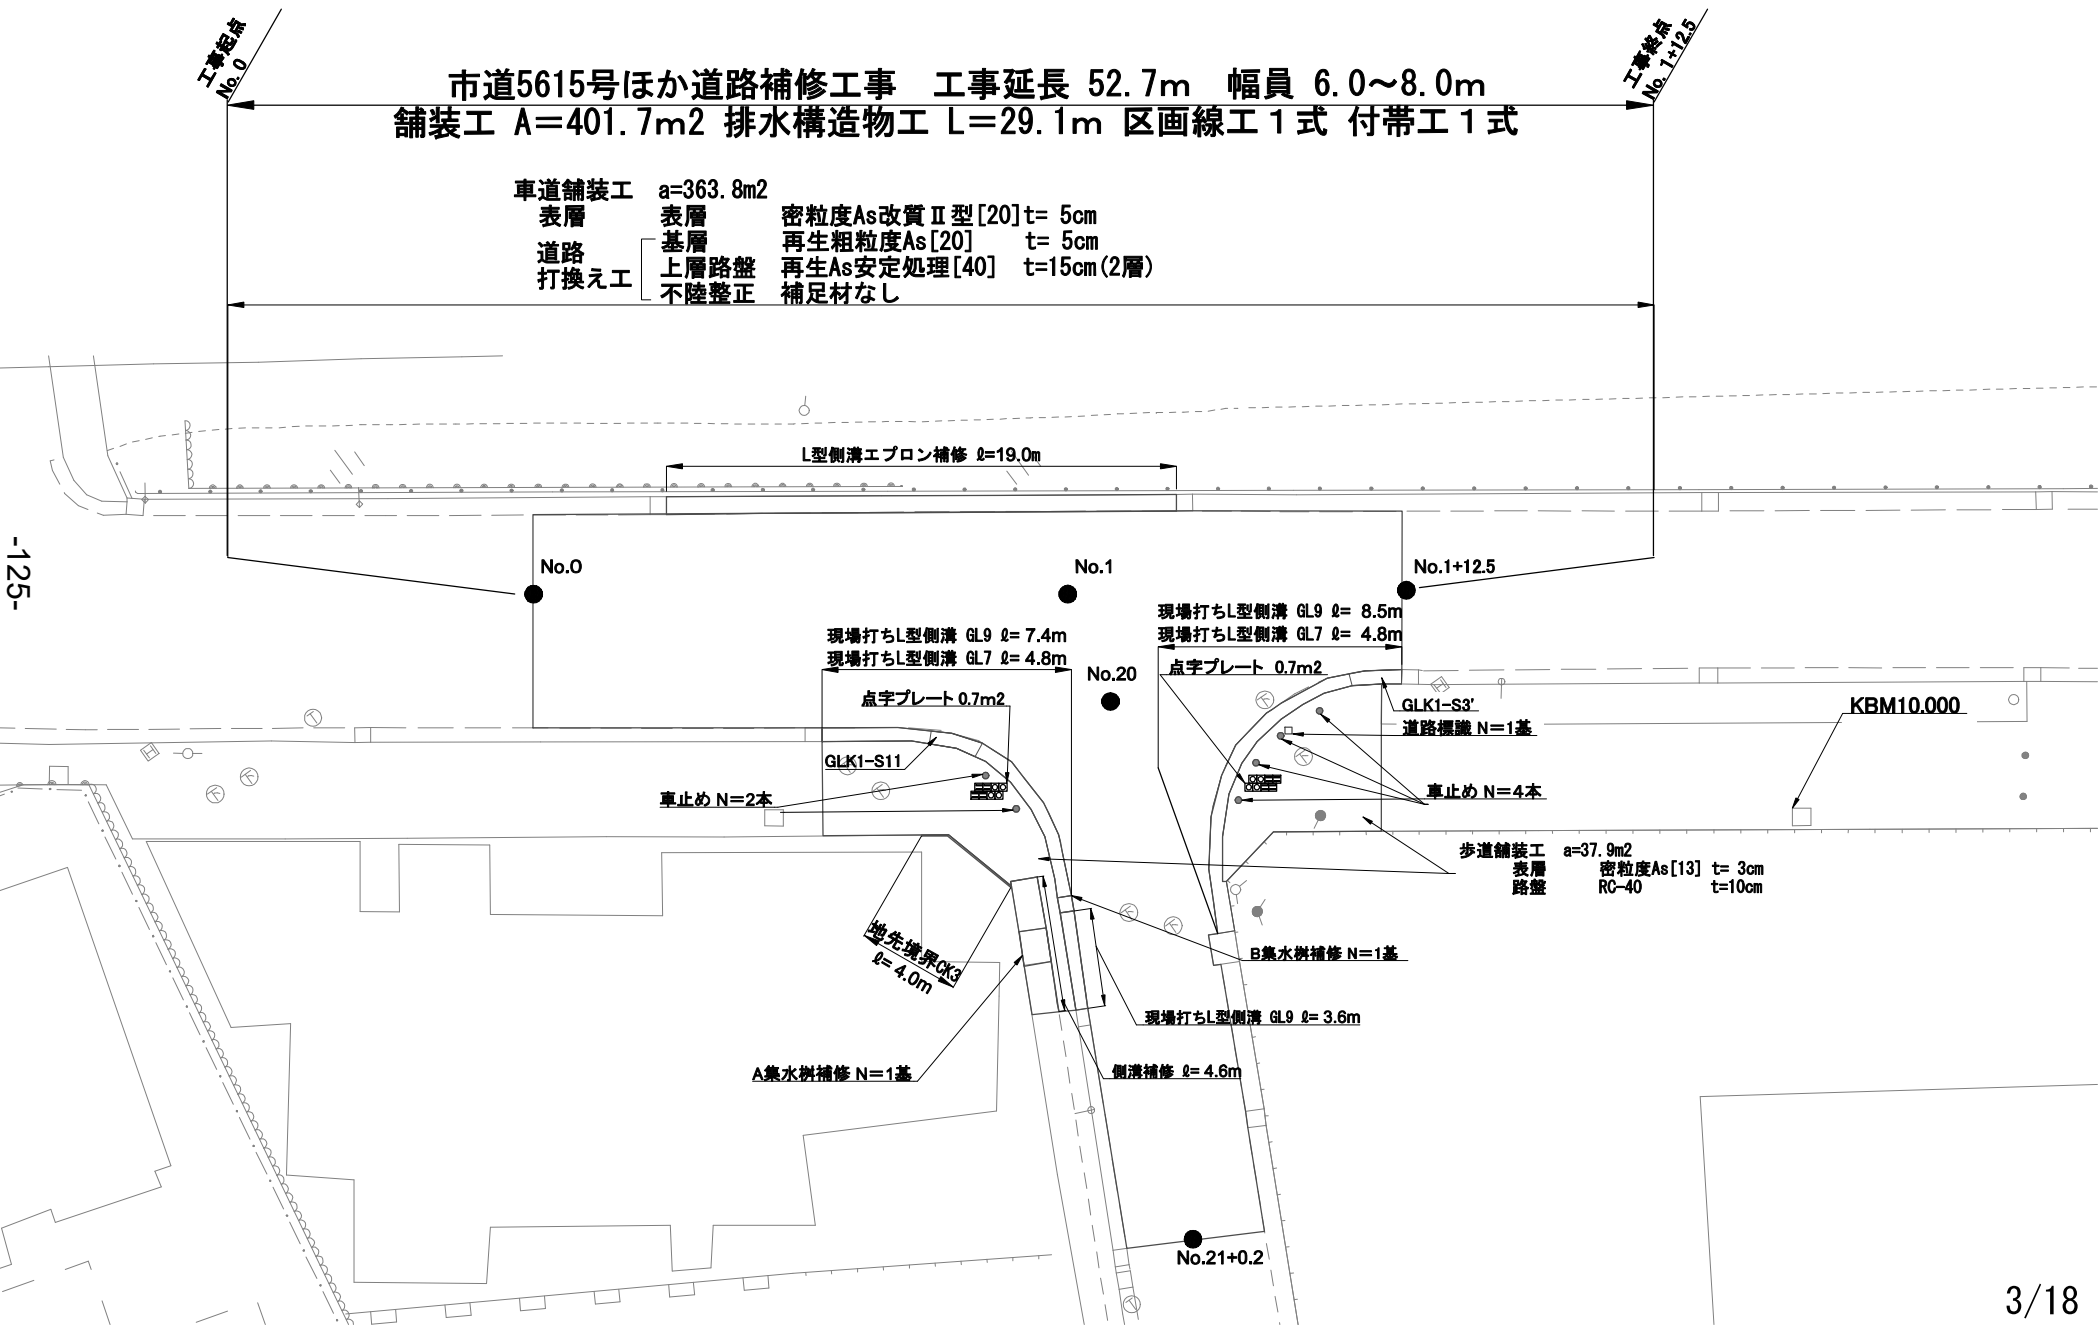 工事起点
No. 0
工事終点
No. 1+12.5
市道5615号ほか道路補修工事　工事延長 52.7m　幅員 6.0～8.0m
舗装工 A＝401.7m2 排水構造物工 L＝29.1m 区画線工１式 付帯工１式
車道舗装工　a=363.8m2
表層　表層　密粒度As改質Ⅱ型[20] t= 5cm
道路打換え工
基層　再生粗粒度As[20]　t= 5cm
上層路盤　再生As安定処理[40]　t=15cm(2層)
不陸整正　補足材なし
L型側溝エプロン補修 ℓ=19.0m
-125-
No.0
No.1
No.1+12.5
現場打ちL型側溝 GL9 ℓ= 7.4m
現場打ちL型側溝 GL7 ℓ= 4.8m
現場打ちL型側溝 GL9 ℓ= 8.5m
現場打ちL型側溝 GL7 ℓ= 4.8m
No.20
点字プレート 0.7m2
点字プレート 0.7m2
GLK1-S3'
道路標識 N＝1基
KBM10.000
GLK1-S11
車止め N＝2本
車止め N＝4本
歩道舗装工　a=37.9m2
表層　密粒度As[13] t= 3cm
路盤　RC-40　t=10cm
地先境界CK3
ℓ= 4.0m
B集水桝補修 N＝1基
現場打ちL型側溝 GL9 ℓ= 3.6m
A集水桝補修 N＝1基
側溝補修 ℓ= 4.6m
No.21+0.2
3/18